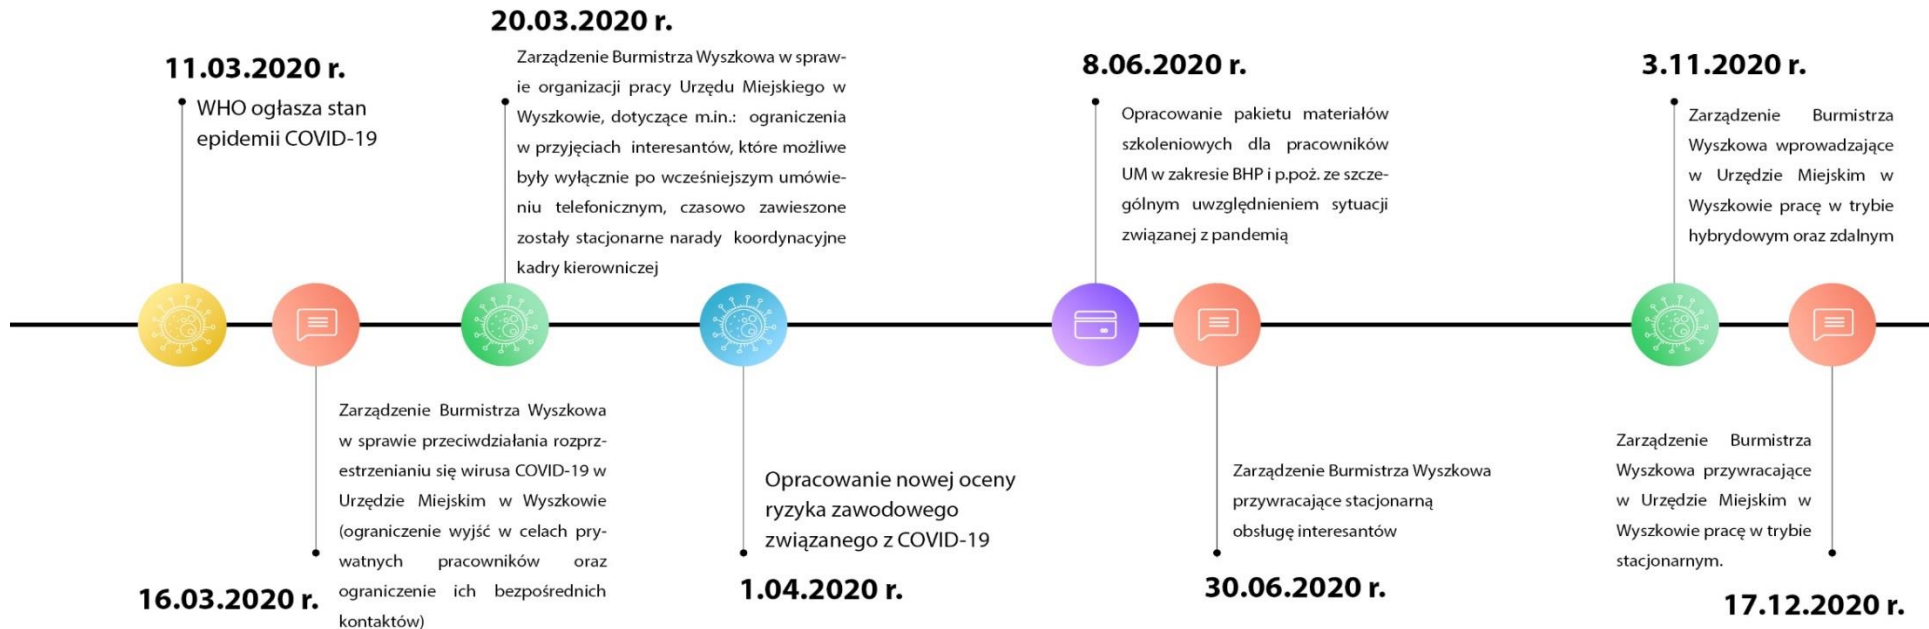 11.03.2020 r.
WHO ogłasza stan
epidemii COVID-19
16.03.2020 r.
Zarządzenie Burmistrza Wyszkowa
w sprawie przeciwdziałania rozprz-
estrzenianiu się wirusa COVID-19 w
Urzędzie Miejskim w Wyszkowie
(ograniczenie wyjść w celach pry-
watnych pracowników oraz
ograniczenie ich bezpośrednich
kontaktów)
20.03.2020 r.
Zarządzenie Burmistrza Wyszkowa w spraw-
ie organizacji pracy Urzędu Miejskiego w
Wyszkowie, dotyczące m.in.: ograniczenia
w przyjęciach interesantów, które możliwe
były wyłącznie po wcześniejszym umówie-
niu telefonicznym, czasowo zawieszone
zostały stacjonarne narady koordynacyjne
kadry kierowniczej
Opracowanie nowej oceny
ryzyka zawodowego
związanego z COVID-19
1.04.2020 r.
8.06.2020 r.
Opracowanie pakietu materiałów
szkoleniowych dla pracowników
UM w zakresie BHP i p.poż. ze szcze-
gólnym uwzględnieniem sytuacji
związanej z pandemią
Zarządzenie Burmistrza Wyszkowa
przywracające stacjonarną
obsługę interesantów
30.06.2020 r.
3.11.2020 r.
Zarządzenie Burmistrza
Wyszkowa wprowadzające
w Urzędzie Miejskim w
Wyszkowie pracę w trybie
hybrydowym oraz zdalnym
Zarządzenie Burmistrza
Wyszkowa przywracające
w Urzędzie Miejskim w
Wyszkowie pracę w trybie
stacjonarnym.
17.12.2020 r.